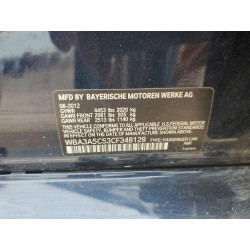 MFD BY BAYERISCHE MOTOREN WERKE AG
08-2012
GVWR 4453 LBS 2020 kg
GAWR FRONT 2061 LBS 935 kg
GAWR REAR 2513 LBS 1140 kg
THIS VEHICLE CONFORMS TO ALL APPLICABLE FEDERAL MOTOR VEHICLE
SAFETY, BUMPER, AND THEFT PREVENTION STANDARDS IN
EFFECT ON THE DATE OF MANUFACTURE SHOWN ABOVE.
WBA3A5C53CF348128
TYPE: PASSENGER CAR